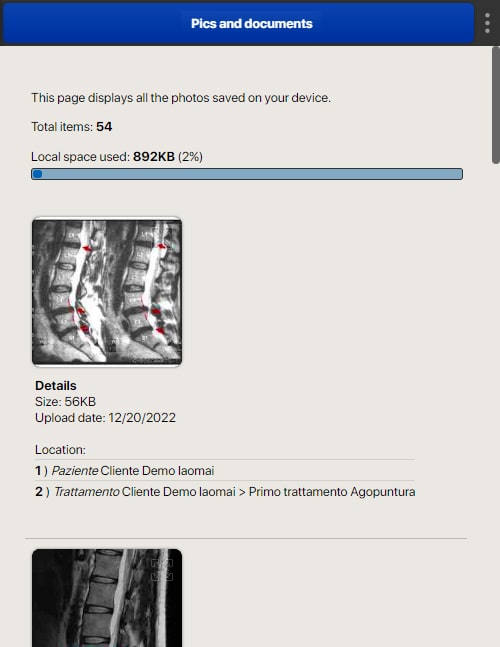 Pics and documents
This page displays all the photos saved on your device.
Total items: 54
Local space used: 892KB (2%)
Details
Size: 56KB
Upload date: 12/20/2022
Location:
1 ) Paziente Cliente Demo Iaomai
2 ) Trattamento Cliente Demo Iaomai > Primo trattamento Agopuntura